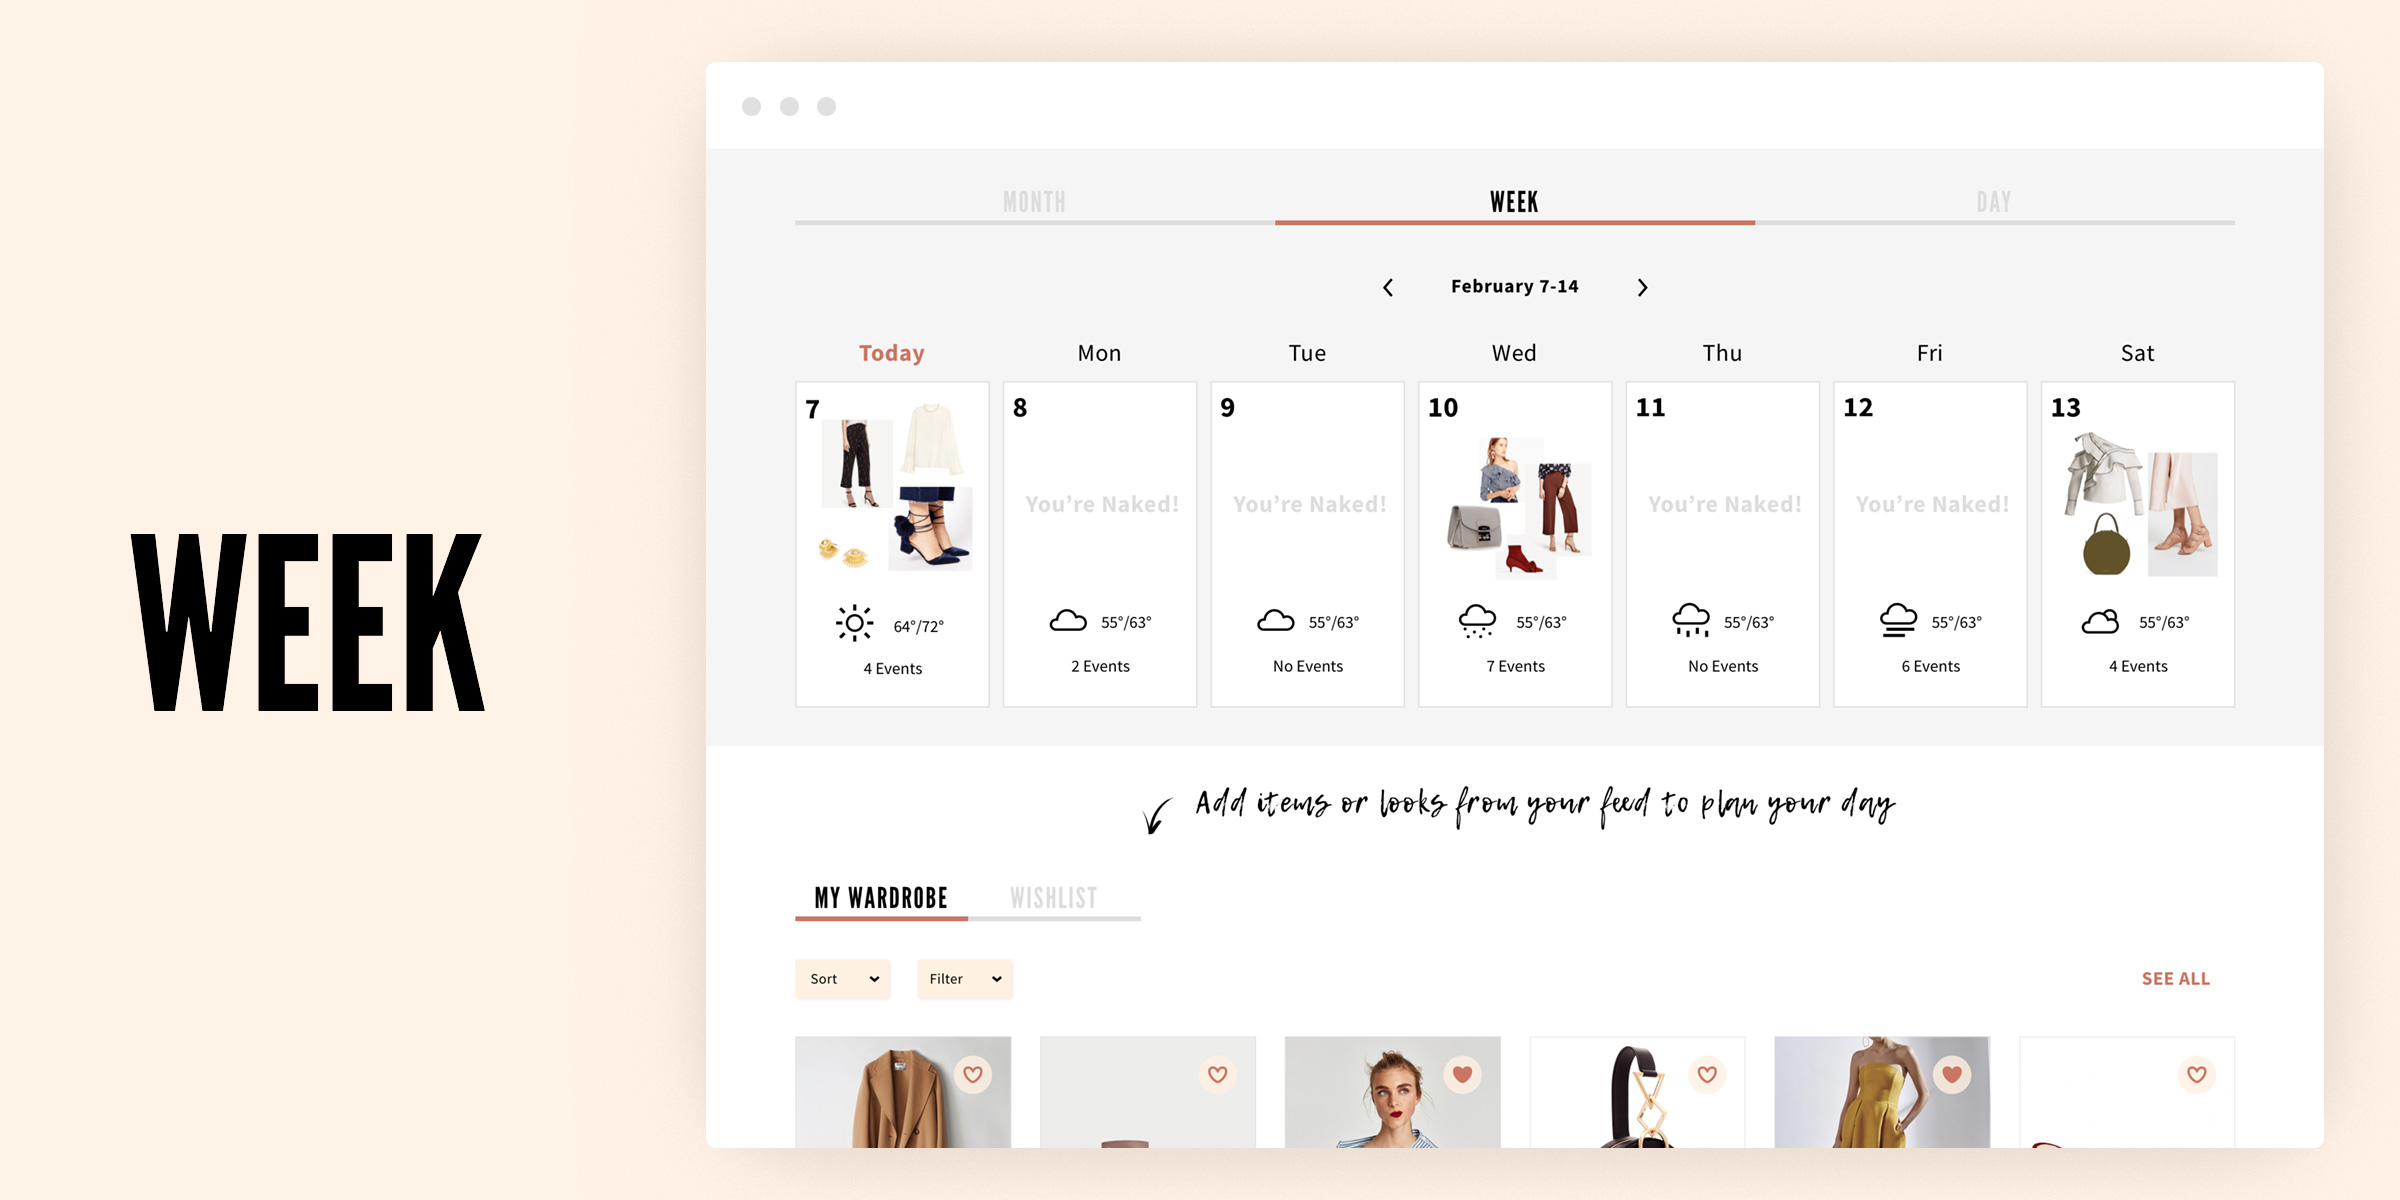 WEEK
MONTH WEEK DAY
February 7-14
Today Mon Tue Wed Thu Fri Sat
7 8 9 10 11 12 13
You’re Naked! You’re Naked! You’re Naked! You’re Naked!
64°/72° 55°/63° 55°/63° 55°/63° 55°/63° 55°/63° 55°/63°
4 Events 2 Events No Events 7 Events No Events 6 Events 4 Events
Add items or looks from your feed to plan your day
MY WARDROBE WISHLIST
Sort Filter SEE ALL